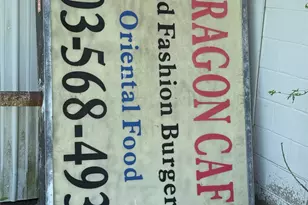 RAGON CAF
d Fashion Burger
Oriental Food
03-568-493